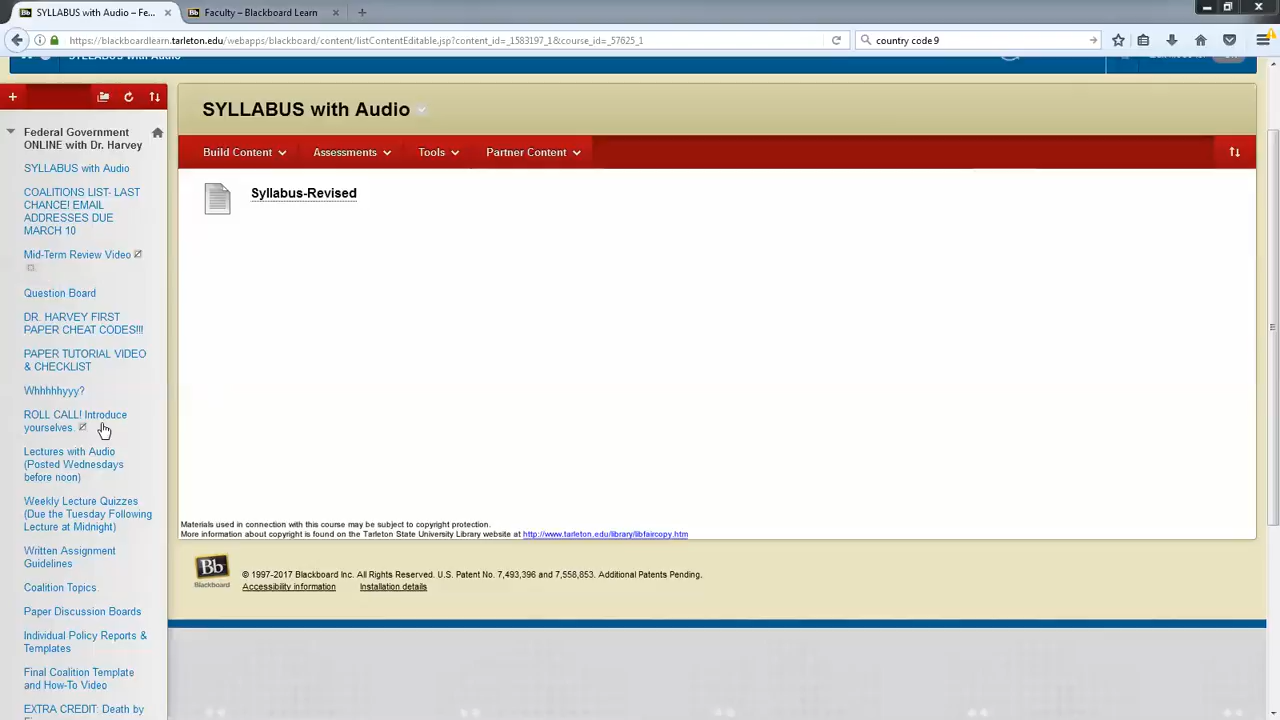 SYLLABUS with Audio – Fe...
Faculty – Blackboard Learn
https://blackboardlearn.tarleton.edu/webapps/blackboard/content/listContentEditable.jsp?content_id=_1583197_1&course_id=_57625_1
country code 9
SYLLABUS with Audio
SYLLABUS with Audio
Build Content
Assessments
Tools
Partner Content
Syllabus-Revised
Federal Government
ONLINE with Dr. Harvey
SYLLABUS with Audio
COALITIONS LIST- LAST
CHANCE! EMAIL
ADDRESSES DUE
MARCH 10
Mid-Term Review Video
Question Board
DR. HARVEY FIRST
PAPER CHEAT CODES!!!
PAPER TUTORIAL VIDEO
& CHECKLIST
Whhhhhyyy?
ROLL CALL! Introduce
yourselves.
Lectures with Audio
(Posted Wednesdays
before noon)
Weekly Lecture Quizzes
(Due the Tuesday Following
Lecture at Midnight)
Written Assignment
Guidelines
Coalition Topics
Paper Discussion Boards
Individual Policy Reports &
Templates
Final Coalition Template
and How-To Video
EXTRA CREDIT: Death by
Materials used in connection with this course may be subject to copyright protection.
More information about copyright is found on the Tarleton State University Library website at http://www.tarleton.edu/library/libfaircopy.htm
Bb
Blackboard
© 1997-2017 Blackboard Inc. All Rights Reserved. U.S. Patent No. 7,493,396 and 7,558,853. Additional Patents Pending.
Accessibility information
Installation details